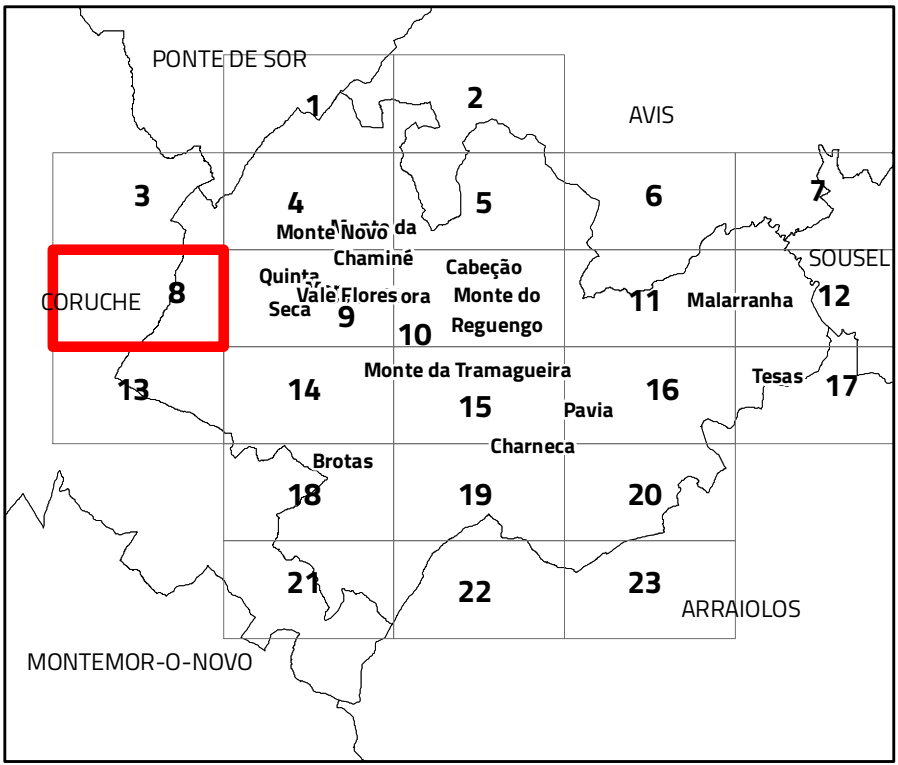 PONTE DE SOR
1
2
AVIS
3
4
5
6
7
Monte Novo
da
Chaminé
SOUSEL
Quinta
Seca
Vale Flores
ora
Cabeção
Monte do
Reguengo
CORUCHE
8
9
10
11
Malarranha
12
13
14
Monte da Tramagueira
15
Pavia
16
Tesas
17
Charneca
Brotas
18
19
20
21
22
23
ARRAIOLOS
MONTEMOR-O-NOVO